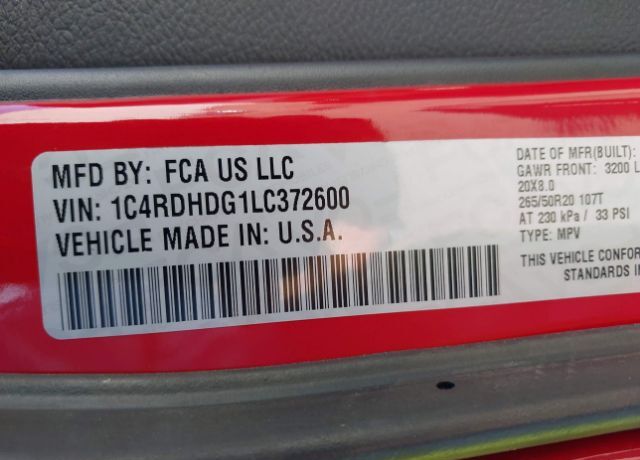 MFD BY: FCA US LLC
VIN: 1C4RDHDG1LC372600
VEHICLE MADE IN: U.S.A.
DATE OF MFR(BUILT):
GAWR FRONT: 3200 L
20X8.0
265/50R20 107T
AT 230 kPa / 33 PSI
TYPE: MPV
THIS VEHICLE CONFOR
STANDARDS I